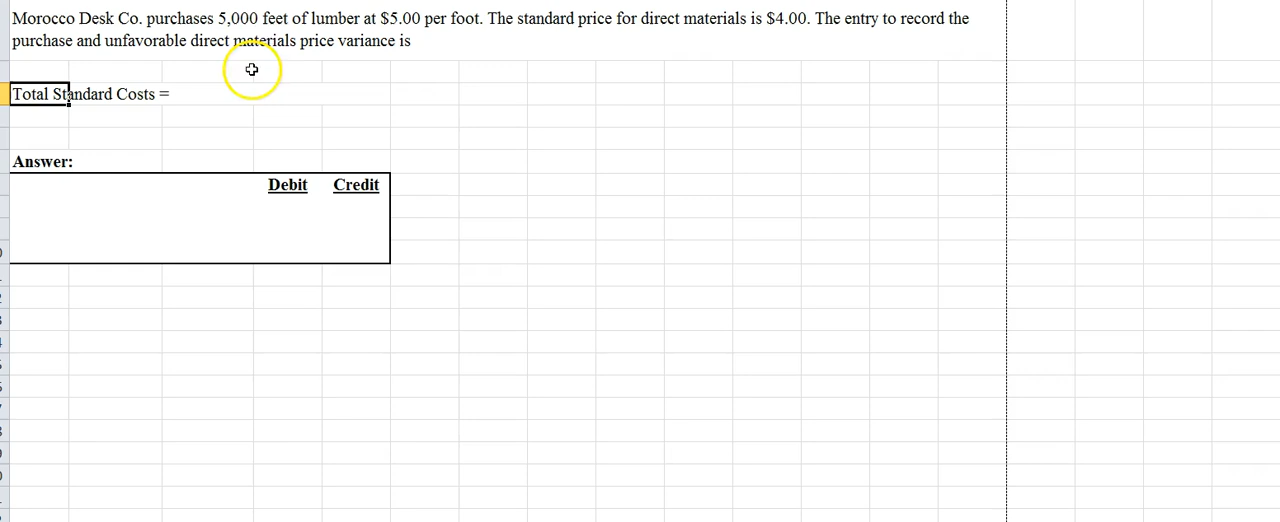 Morocco Desk Co. purchases 5,000 feet of lumber at $5.00 per foot. The standard price for direct materials is $4.00. The entry to record the
purchase and unfavorable direct materials price variance is
Total Standard Costs =
Answer:
Debit Credit